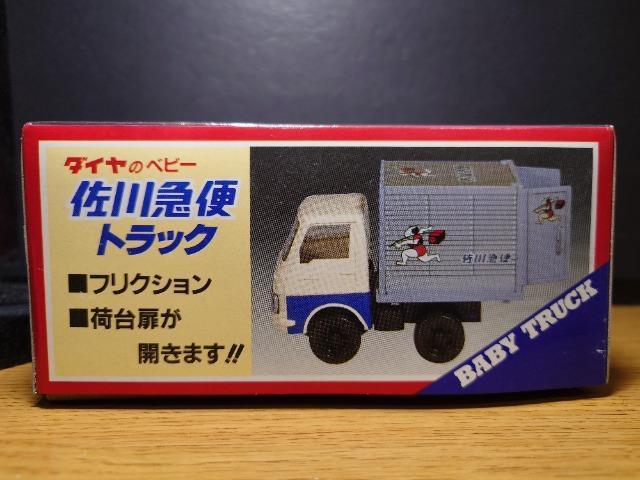 ダイヤのベビー
佐川急便
トラック
■フリクション
■荷台扉が
開きます!!
佐川急便
BABY TRUCK